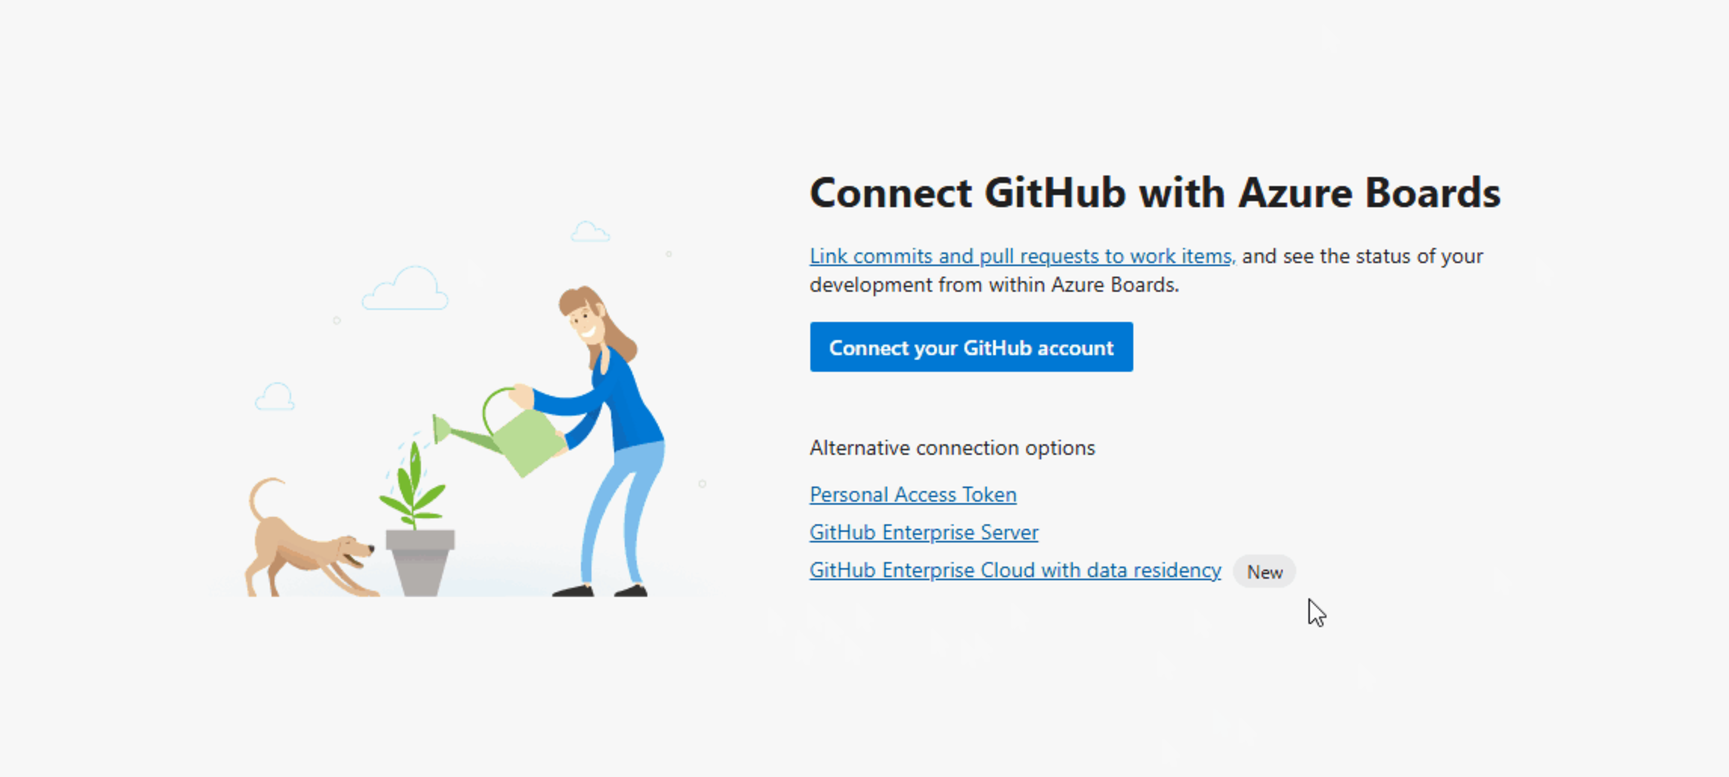 Connect GitHub with Azure Boards
Link commits and pull requests to work items, and see the status of your
development from within Azure Boards.
Connect your GitHub account
Alternative connection options
Personal Access Token
GitHub Enterprise Server
GitHub Enterprise Cloud with data residency New